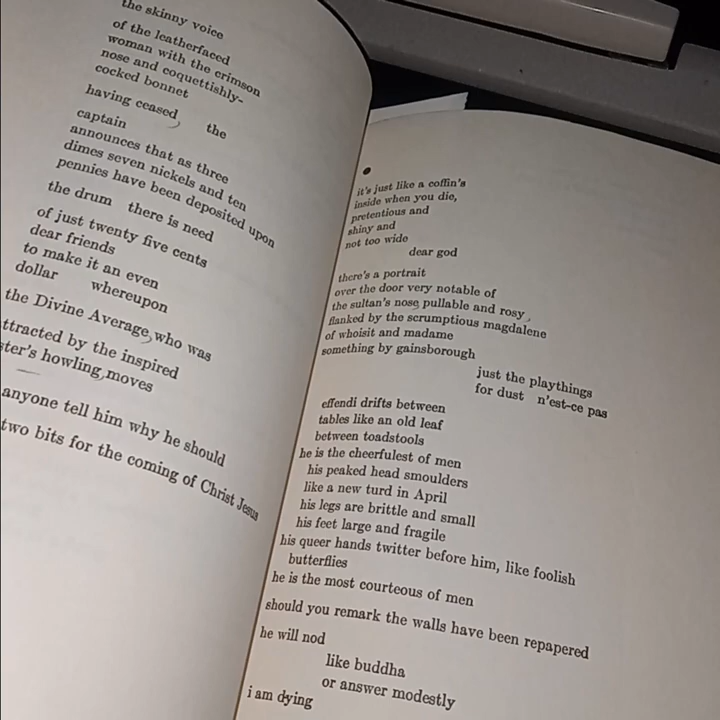 the skinny voice
of the leatherfaced
woman with the crimson
nose and coquettishly-
cocked bonnet
having ceased the
captain
announces that as three
dimes seven nickels and ten
pennies have been deposited upon
the drum there is need
of just twenty five cents
dear friends
to make it an even
dollar whereupon
the Divine Average who was
ttracted by the inspired
ster's howling moves
anyone tell him why he should
two bits for the coming of Christ Jesus
●
it's just like a coffin's
inside when you die,
pretentious and
shiny and
not too wide
dear god
there's a portrait
over the door very notable of
the sultan's nose pullable and rosy
flanked by the scrumptious magdalene
of whoisit and madame
something by gainsborough
just the playthings
for dust n'est-ce pas
effendi drifts between
tables like an old leaf
between toadstools
he is the cheerfulest of men
his peaked head smoulders
like a new turd in April
his legs are brittle and small
his feet large and fragile
his queer hands twitter before him, like foolish
butterflies
he is the most courteous of men
should you remark the walls have been repapered
he will nod
like buddha
or answer modestly
i am dying